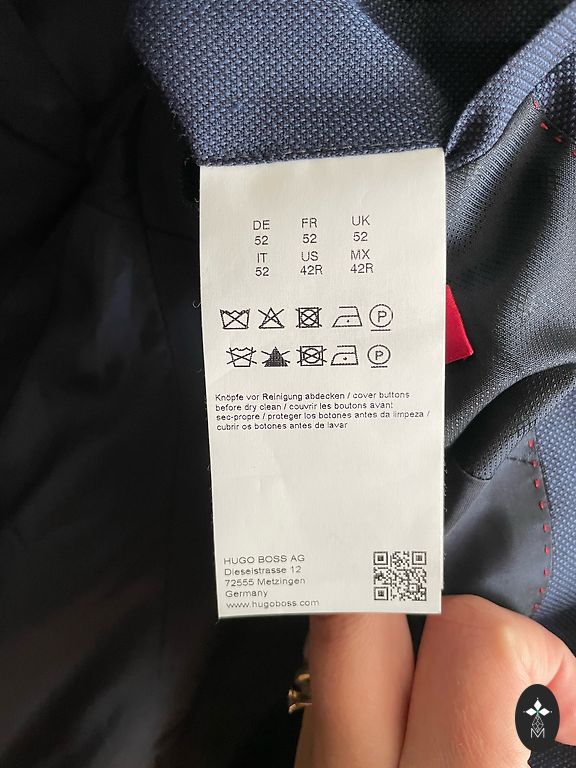 DE FR UK
52 52 52
IT US MX
52 42R 42R
P
P
Knöpfe vor Reinigung abdecken / cover buttons
before dry clean / couvrir les boutons avant
sec-propre / proteger los botones antes da limpeza /
cubrir os botones antes de lavar
HUGO BOSS AG
Dieselstrasse 12
72555 Metzingen
Germany
www.hugoboss.com
M